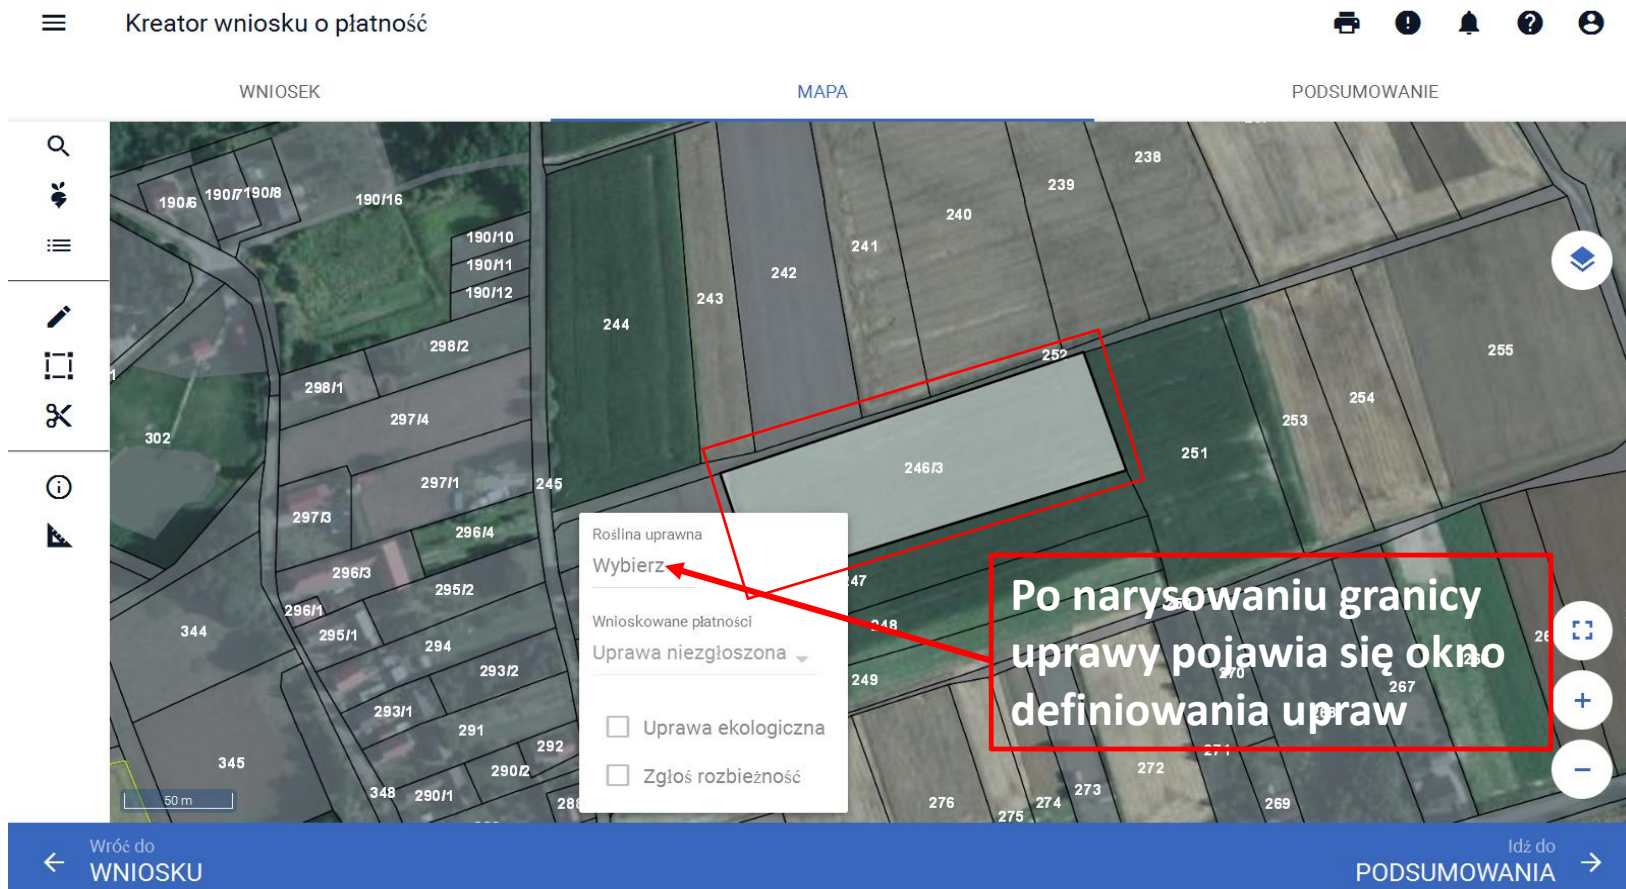 Kreator wniosku o płatność
WNIOSEK
MAPA
PODSUMOWANIE
238
239
190/6
190/7
190/8
190/16
240
190/10
241
190/11
242
190/12
243
244
298/2
252
255
298/1
254
297/4
253
302
251
246/3
297/1
245
297/3
296/4
296/3
295/2
296/1
295/1
344
294
293/2
293/1
291
292
345
290/2
348
290/1
50 m
Roślina uprawna
Wybierz
Wnioskowane płatności
Uprawa niezgłoszona
Uprawa ekologiczna
Zgłoś rozbieżność
248
249
Po narysowaniu granicy
uprawy pojawia się okno
definiowania upraw
267
272
273
276
274
275
269
Wróć do
WNIOSKU
Idź do
PODSUMOWANIA